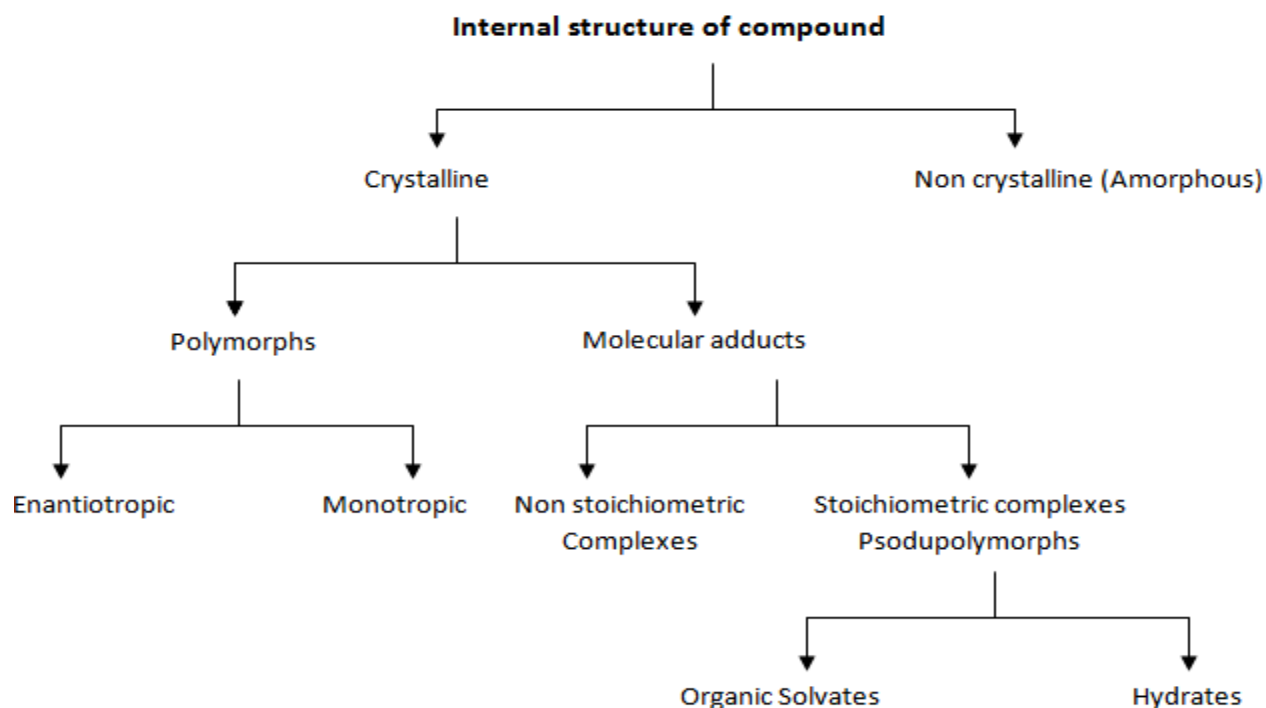 Internal structure of compound
Crystalline
Non crystalline (Amorphous)
Polymorphs
Molecular adducts
Enantiotropic
Monotropic
Non stoichiometric
Complexes
Stoichiometric complexes
Psodupolymorphs
Organic Solvates
Hydrates